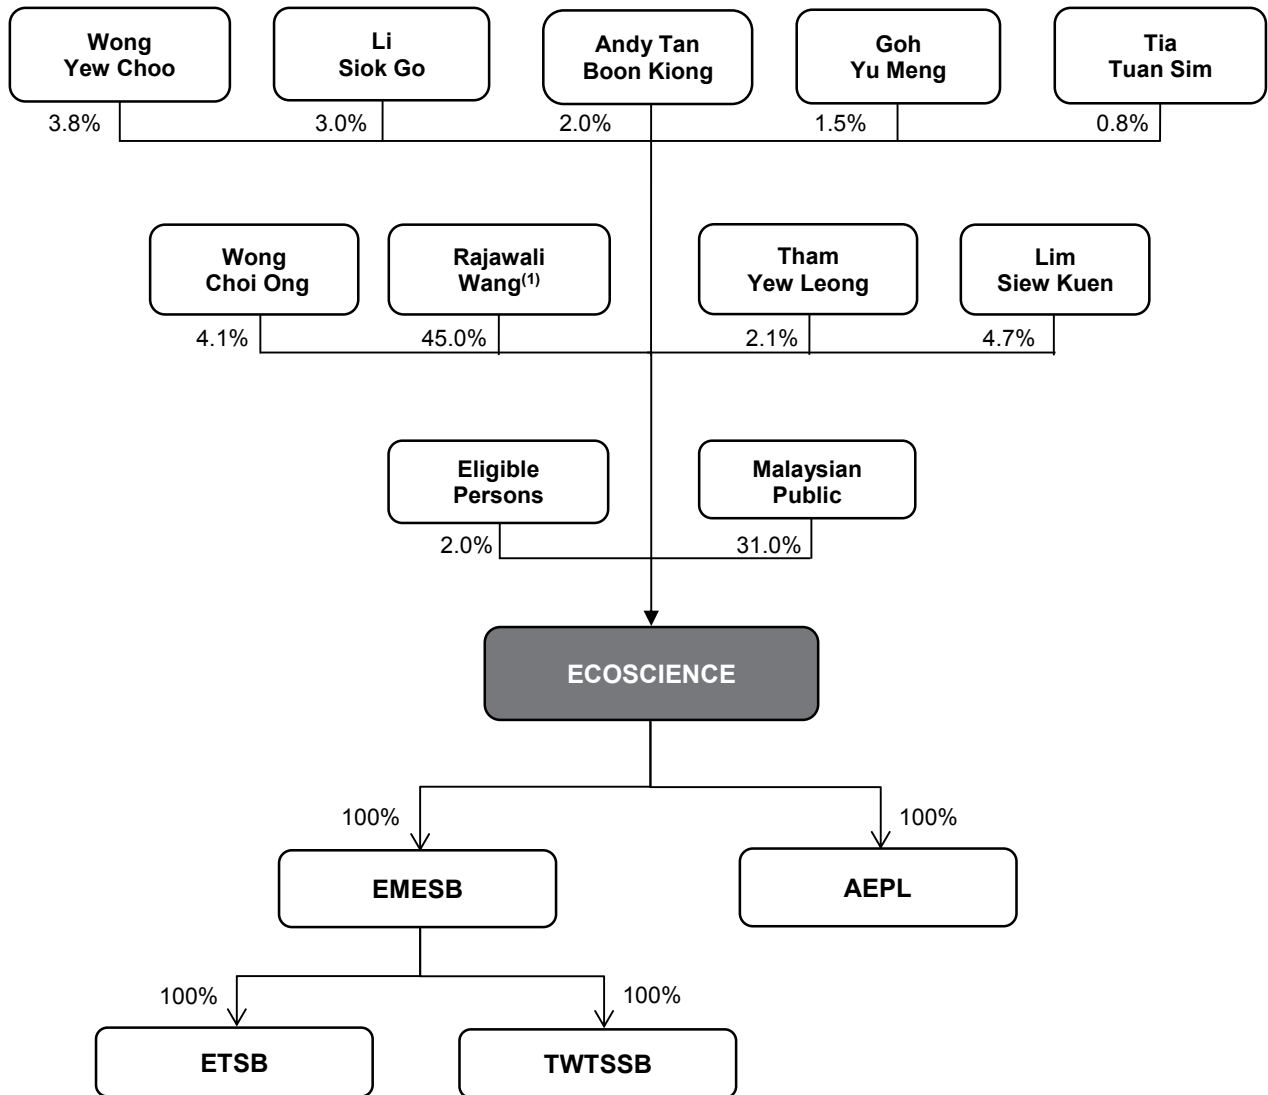 Wong
Yew Choo
Li
Siok Go
Andy Tan
Boon Kiong
Goh
Yu Meng
Tia
Tuan Sim
3.8%
3.0%
2.0%
1.5%
0.8%
Wong
Choi Ong
Rajawali
Wang(1)
Tham
Yew Leong
Lim
Siew Kuen
4.1%
45.0%
2.1%
4.7%
Eligible
Persons
Malaysian
Public
2.0%
31.0%
ECOSCIENCE
100%
100%
EMESB
AEPL
100%
100%
ETSB
TWTSSB